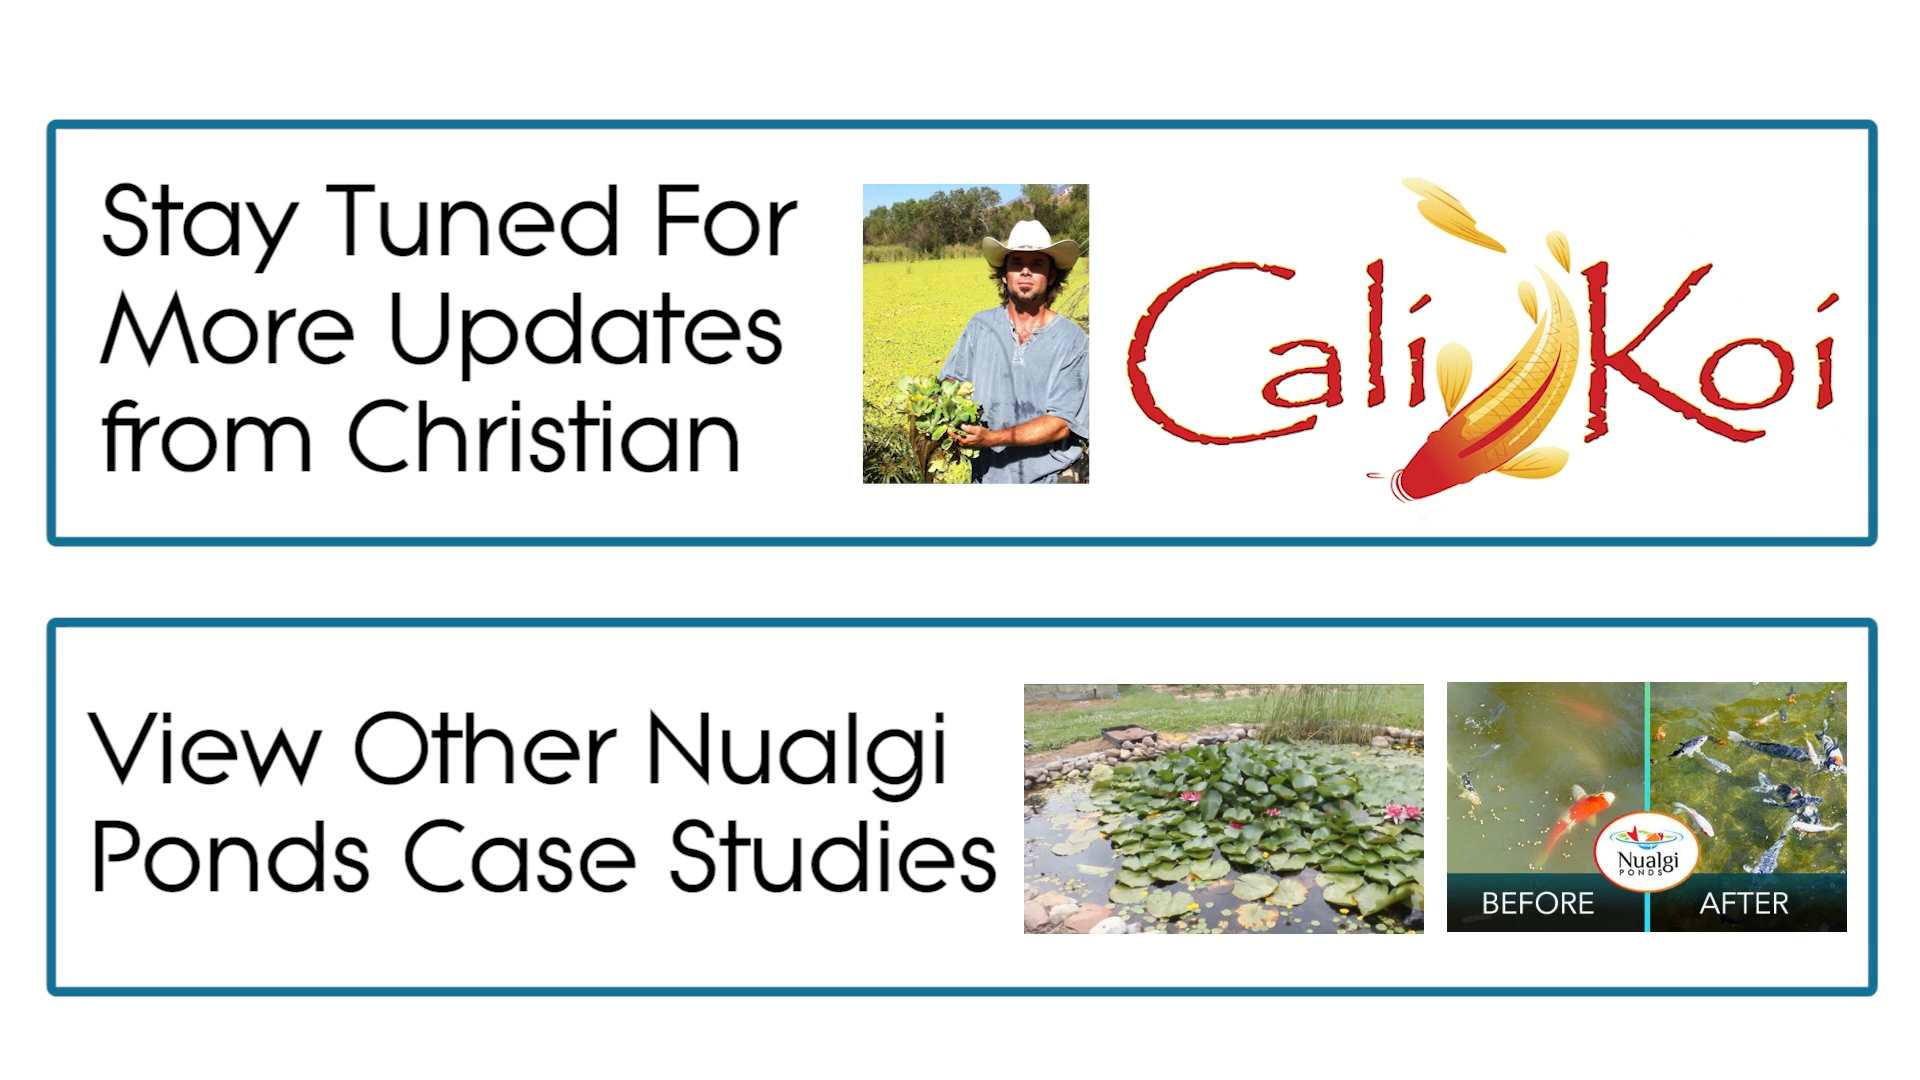 Stay Tuned For
More Updates
from Christian
Cali Koi
View Other Nualgi
Ponds Case Studies
Nualgi
PONDS
BEFORE
AFTER